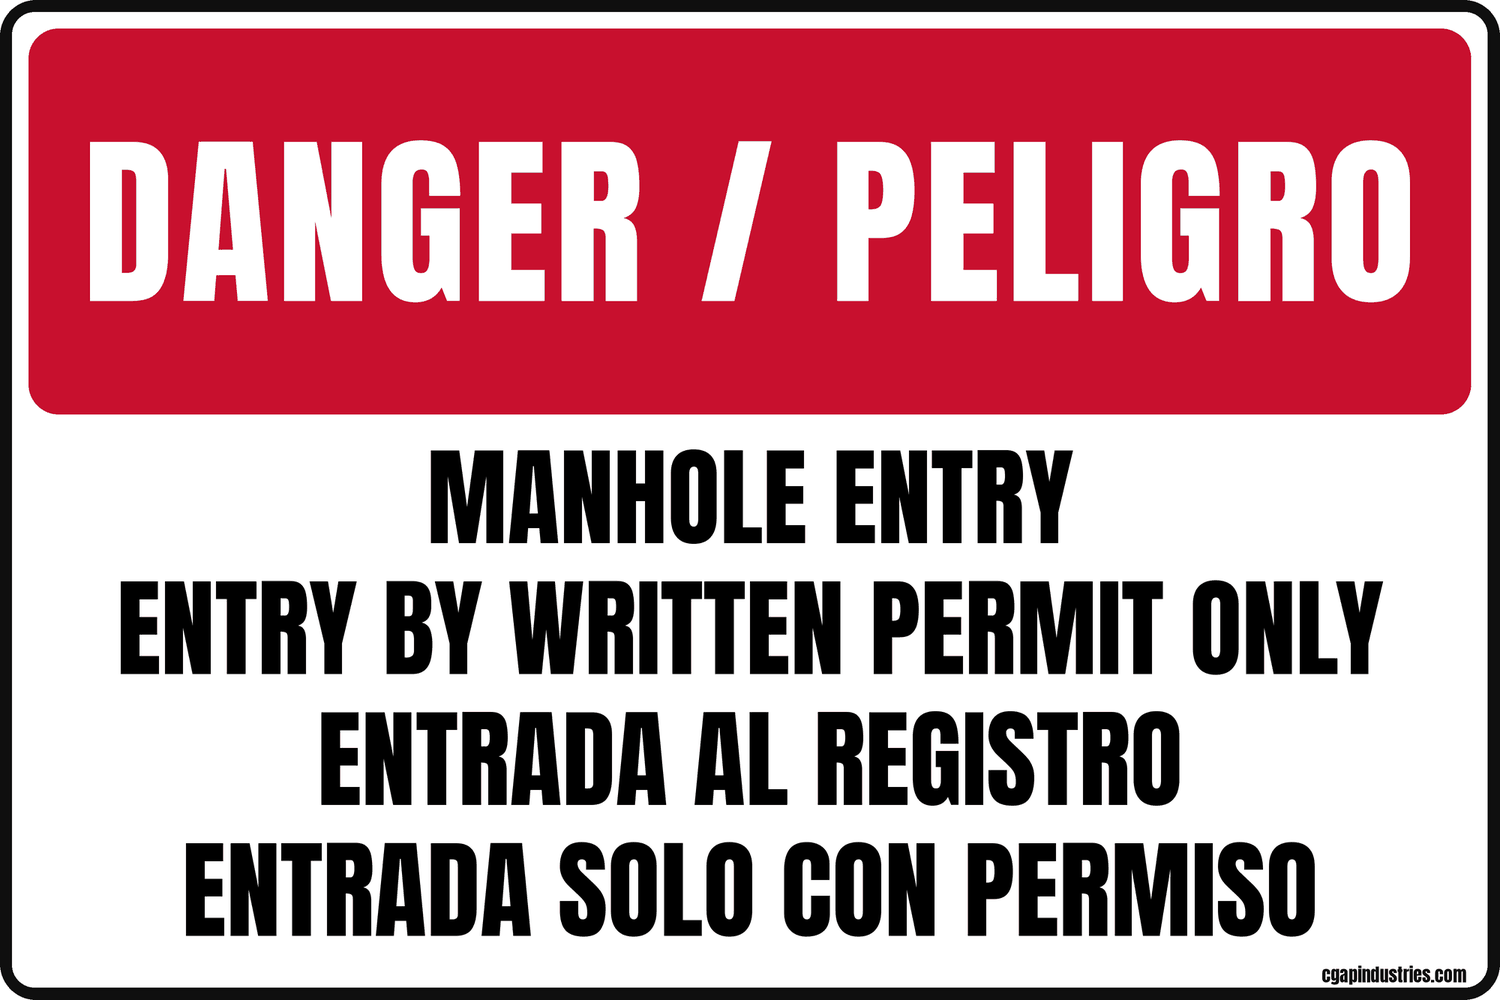 DANGER / PELIGRO
MANHOLE ENTRY
ENTRY BY WRITTEN PERMIT ONLY
ENTRADA AL REGISTRO
ENTRADA SOLO CON PERMISO
cgapindustries.com